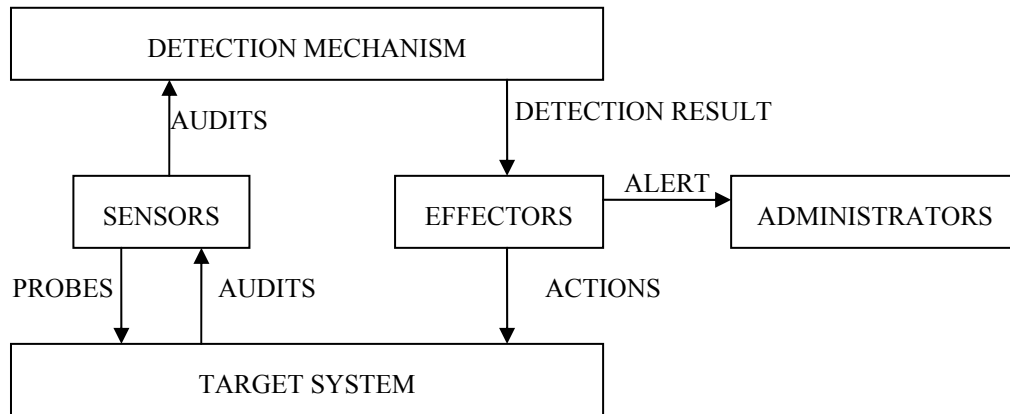 DETECTION MECHANISM
AUDITS
DETECTION RESULT
SENSORS
EFFECTORS
ALERT
ADMINISTRATORS
PROBES
AUDITS
ACTIONS
TARGET SYSTEM